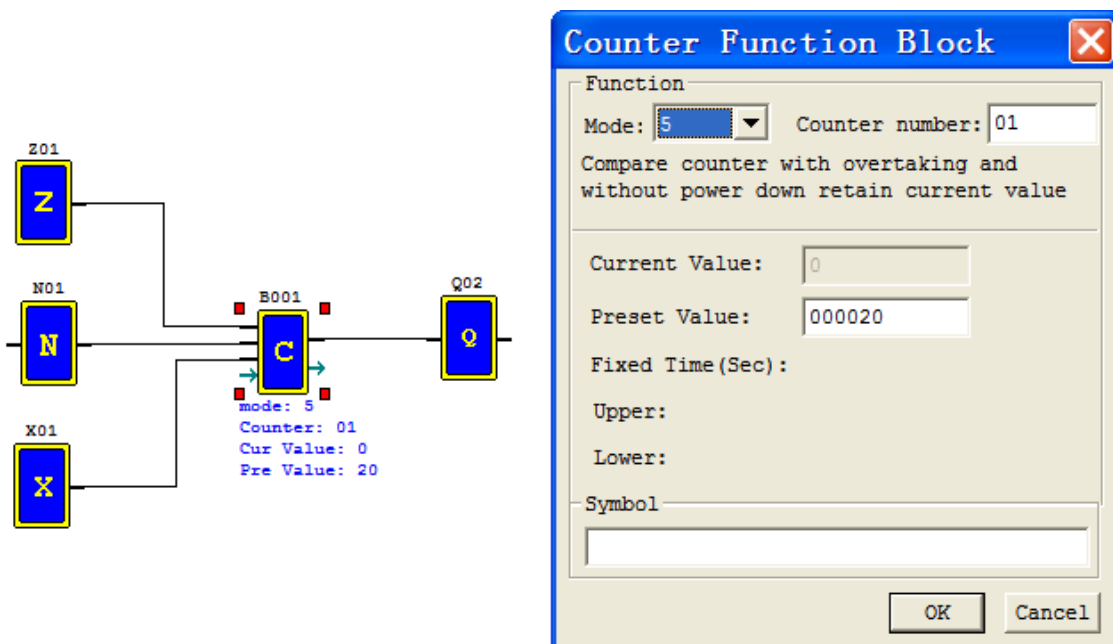 Z01
Z
N01
N
X01
X
B001
C
mode: 5
Counter: 01
Cur Value: 0
Pre Value: 20
Q02
Q
Counter Function Block
Function
Mode: 5 Counter number: 01
Compare counter with overtaking and
without power down retain current value
Current Value: 0
Preset Value: 000020
Fixed Time(Sec):
Upper:
Lower:
Symbol
OK Cancel